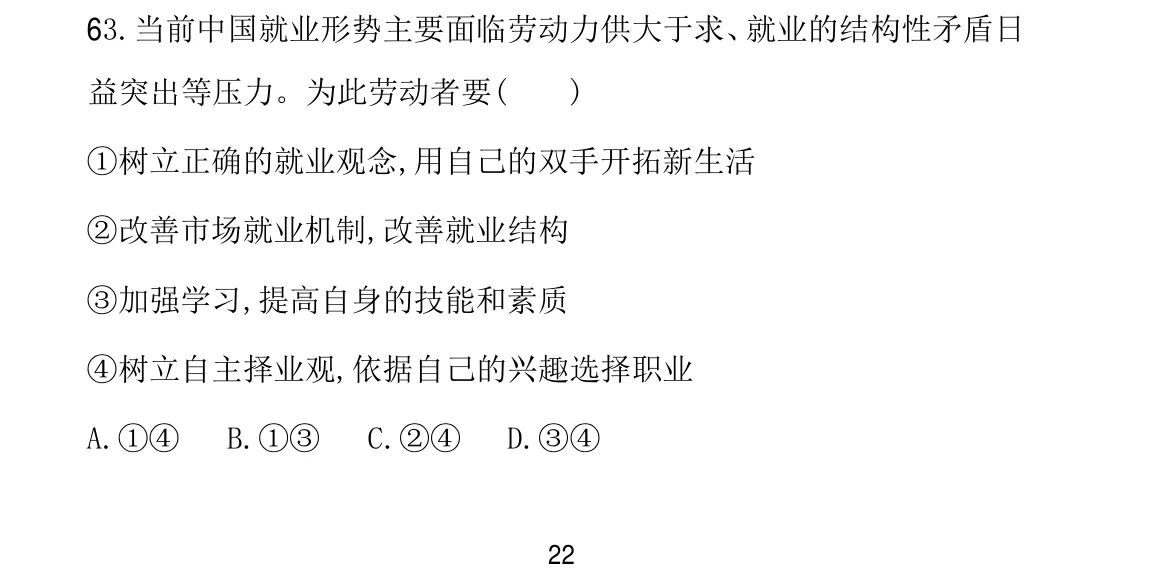 63.当前中国就业形势主要面临劳动力供大于求、就业的结构性矛盾日
益突出等压力。为此劳动者要(　　)
①树立正确的就业观念,用自己的双手开拓新生活
②改善市场就业机制,改善就业结构
③加强学习,提高自身的技能和素质
④树立自主择业观,依据自己的兴趣选择职业
A.①④　B.①③　C.②④　D.③④
22